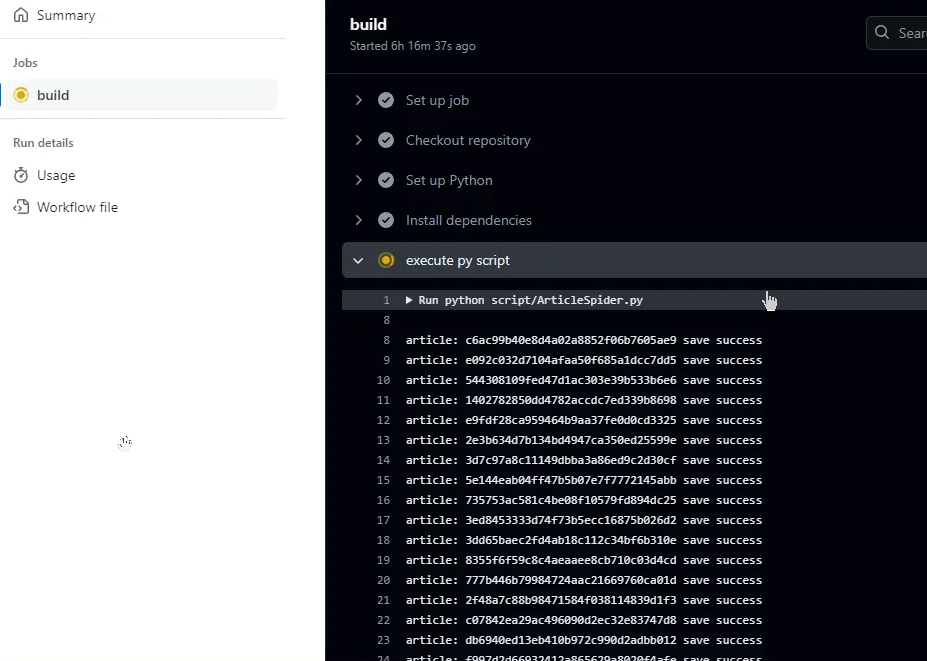 Summary
Jobs
build
Run details
Usage
Workflow file
build
Started 6h 16m 37s ago
Sear
Set up job
Checkout repository
Set up Python
Install dependencies
execute py script
1 Run python script/ArticleSpider.py
8
8 article: c6ac99b40e8d4a02a8852f06b7605ae9 save success
9 article: e092c032d7104afaa50f685a1dcc7dd5 save success
10 article: 544308109fed47d1ac303e39b533b6e6 save success
11 article: 1402782850dd4782accdc7ed339b8698 save success
12 article: e9fdf28ca959464b9aa37fe0d0cd3325 save success
13 article: 2e3b634d7b134bd4947ca350ed25599e save success
14 article: 3d7c97a8c11149dbba3a86ed9c2d30cf save success
15 article: 5e144eab04ff47b5b07e7f7772145abb save success
16 article: 735753ac581c4be08f10579fd894dc25 save success
17 article: 3ed8453333d74f73b5ecc16875b026d2 save success
18 article: 3dd65baec2fd4ab18c112c34bf6b310e save success
19 article: 8355f6f59c8c4aeaaee8cb710c03d4cd save success
20 article: 777b446b79984724aac21669760ca01d save success
21 article: 2f48a7c88b98471584f038114839d1f3 save success
22 article: c07842ea29ac496090d2ec32e83747d8 save success
23 article: db6940ed13eb410b972c990d2adbb012 save success
24 article: f997d2d66932412a865629a8020f4afe save success